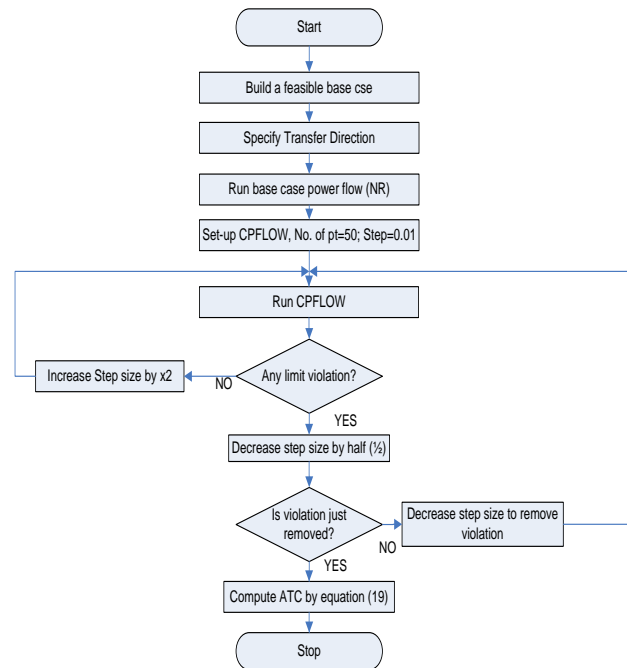 Start
Build a feasible base cse
Specify Transfer Direction
Run base case power flow (NR)
Set-up CPFLOW, No. of pt=50; Step=0.01
Run CPFLOW
Increase Step size by x2
NO
Any limit violation?
YES
Decrease step size by half (½)
Is violation just
removed?
NO
Decrease step size to remove
violation
YES
Compute ATC by equation (19)
Stop